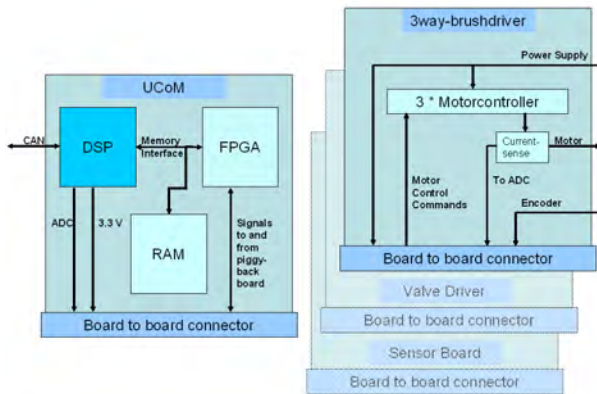 UCoM
CAN
DSP
Memory
Interface
FPGA
ADC
3.3 V
RAM
Signals
to and
from
piggy-
back
board
Board to board connector
3way-brushdriver
Power Supply
3 * Motorcontroller
Current-
sense
Motor
Motor
Control
Commands
To ADC
Encoder
Board to board connector
Valve Driver
Board to board connector
Sensor Board
Board to board connector